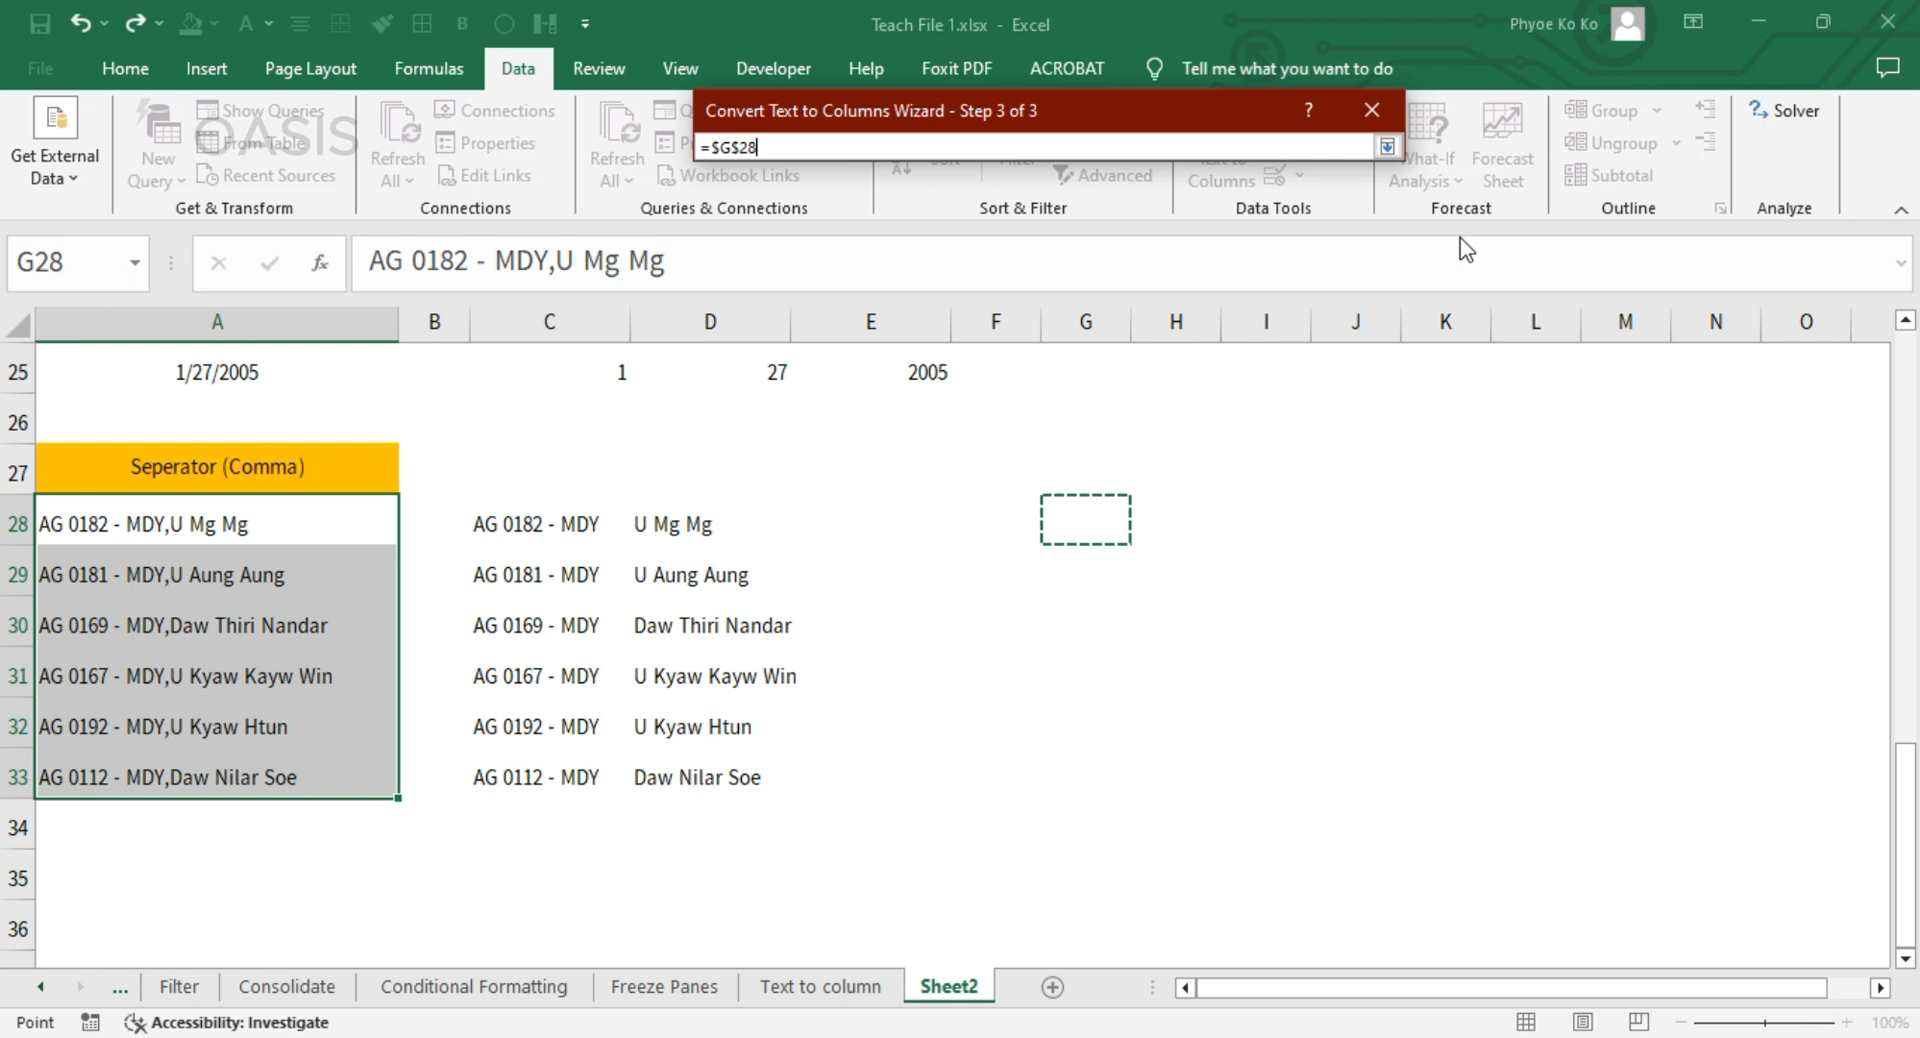 Teach File 1.xlsx - Excel
Phyoe Ko Ko
File Home Insert Page Layout Formulas Data Review View Developer Help Foxit PDF ACROBAT Tell me what you want to do
Convert Text to Columns Wizard - Step 3 of 3 ?
=$G$28
Get External Data
New Query
Show Queries
From Table
Recent Sources
OASIS
Get & Transform
Refresh All
Connections
Properties
Edit Links
Connections
Refresh All
Workbook Links
Queries & Connections
Advanced
Sort & Filter
Columns
Data Tools
What-If Analysis
Forecast Sheet
Forecast
Group
Ungroup
Subtotal
Outline
Solver
Analyze
G28 fx AG 0182 - MDY,U Mg Mg
A B C D E F G H I J K L M N O
25 1/27/2005 1 27 2005
26
27 Seperator (Comma)
28 AG 0182 - MDY,U Mg Mg AG 0182 - MDY U Mg Mg
29 AG 0181 - MDY,U Aung Aung AG 0181 - MDY U Aung Aung
30 AG 0169 - MDY,Daw Thiri Nandar AG 0169 - MDY Daw Thiri Nandar
31 AG 0167 - MDY,U Kyaw Kayw Win AG 0167 - MDY U Kyaw Kayw Win
32 AG 0192 - MDY,U Kyaw Htun AG 0192 - MDY U Kyaw Htun
33 AG 0112 - MDY,Daw Nilar Soe AG 0112 - MDY Daw Nilar Soe
34
35
36
... Filter Consolidate Conditional Formatting Freeze Panes Text to column Sheet2
Point Accessibility: Investigate 100%